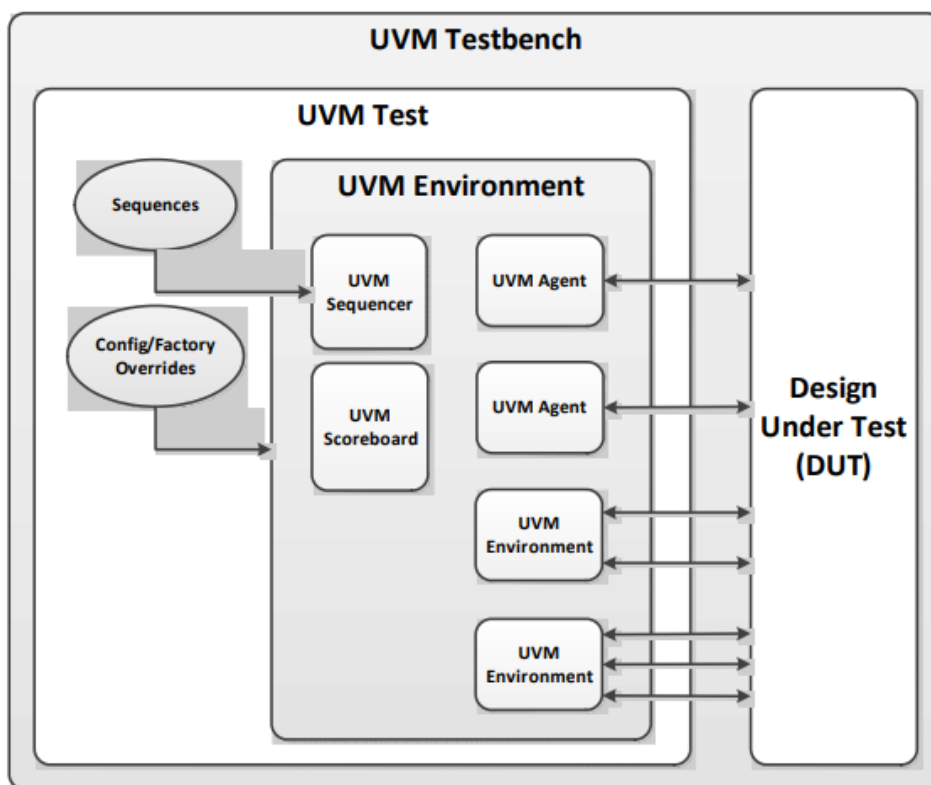 UVM Testbench
UVM Test
Sequences
Config/Factory
Overrides
UVM Environment
UVM
Sequencer
UVM Agent
UVM
Scoreboard
UVM Agent
UVM
Environment
UVM
Environment
Design
Under Test
(DUT)